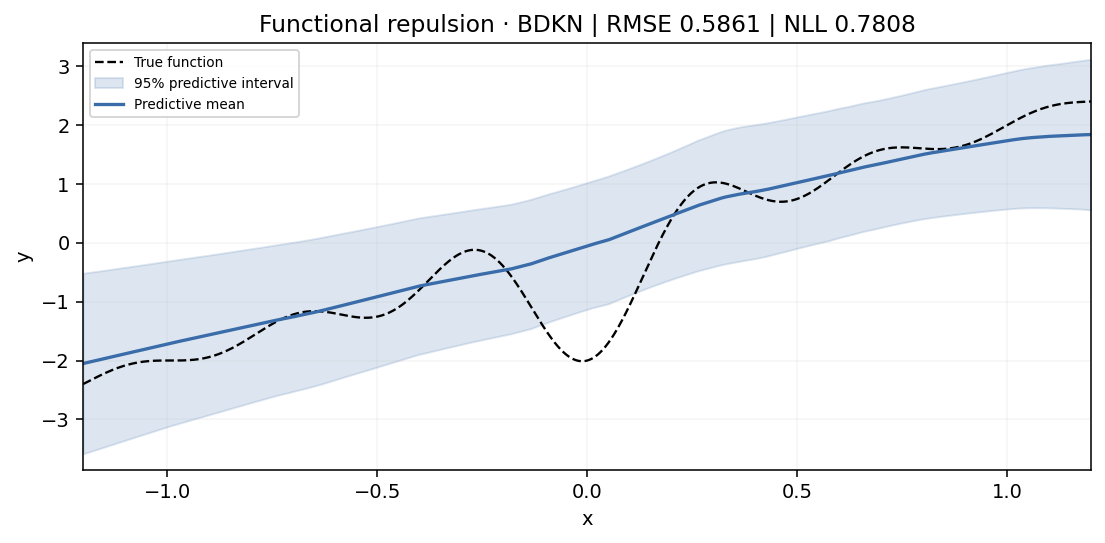 Functional repulsion · BDKN | RMSE 0.5861 | NLL 0.7808
True function
95% predictive interval
Predictive mean
y
3
2
1
0
−1
−2
−3
−1.0 −0.5 0.0 0.5 1.0
x